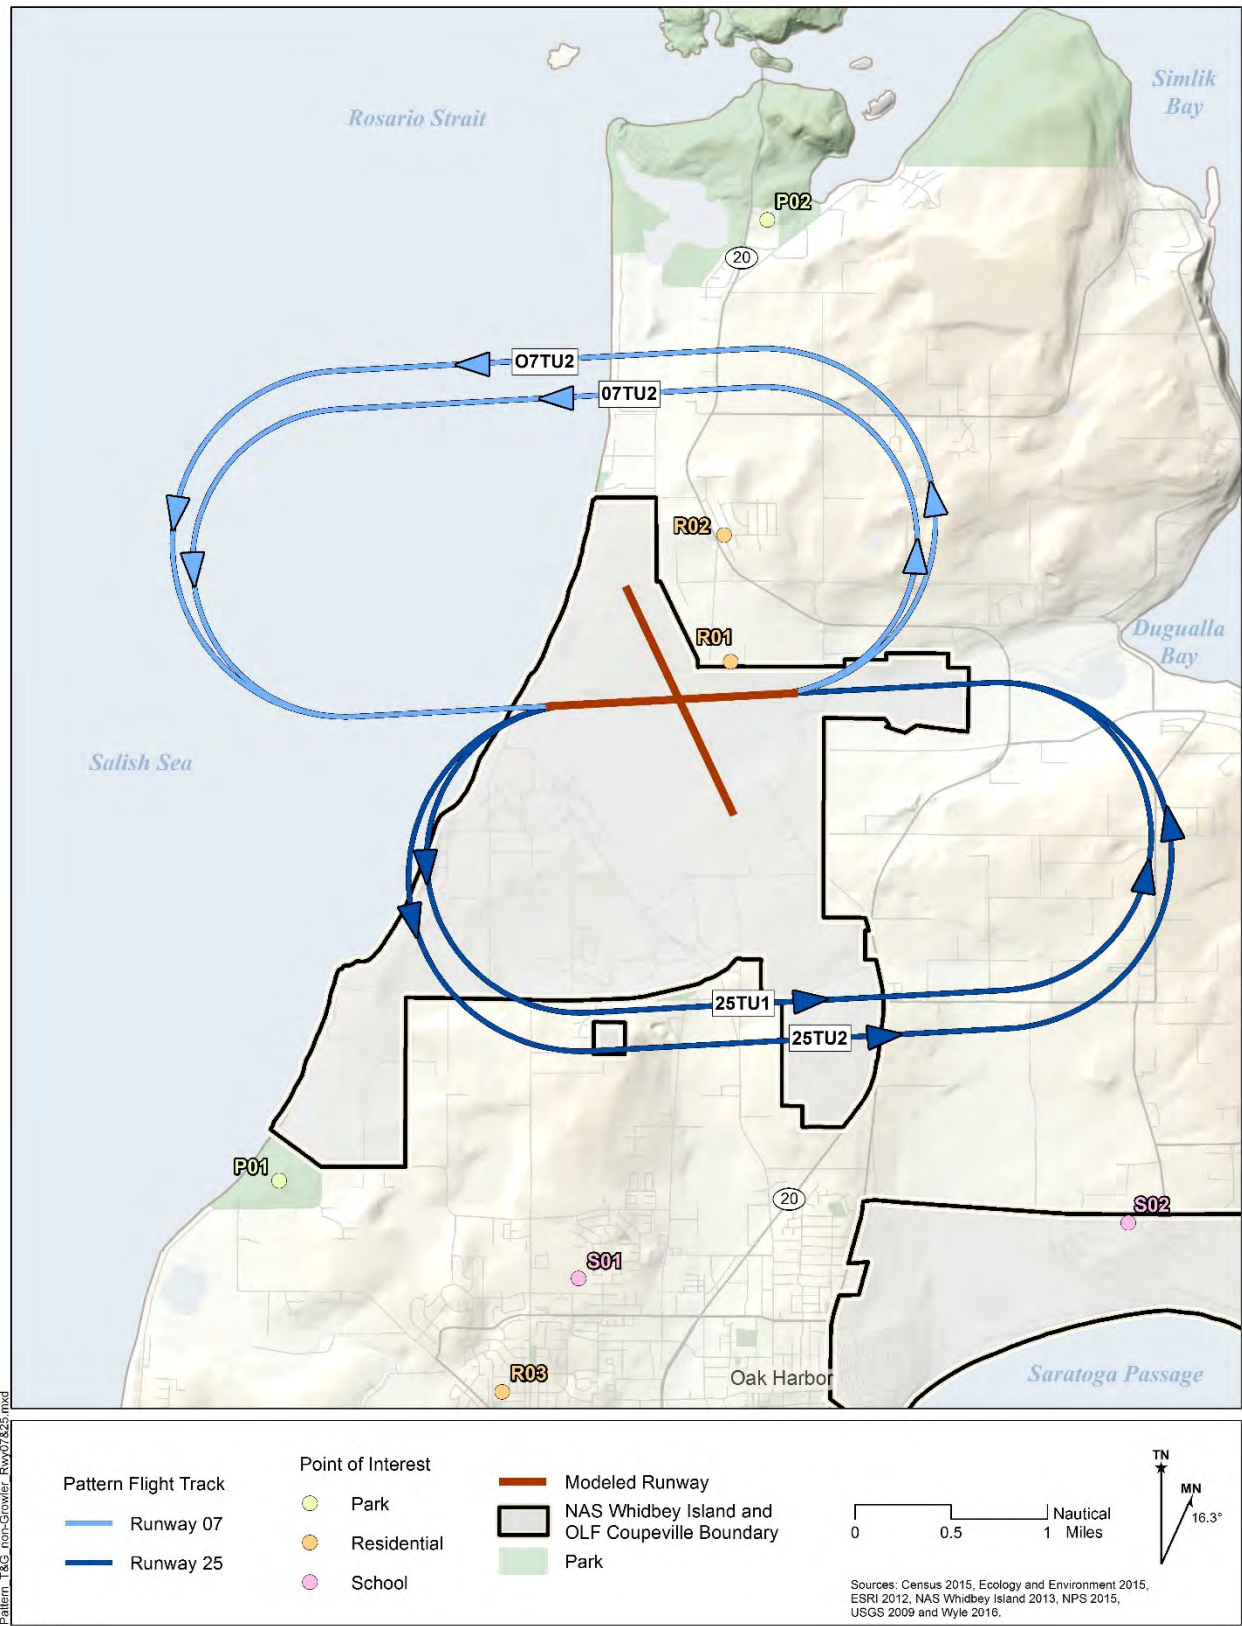 Simlik
Bay
Rosario Strait
P02
20
O7TU2
07TU2
R02
R01
Dugualla
Bay
Salish Sea
25TU1
25TU2
P01
20
S02
S01
R03
Oak Harbor
Saratoga Passage
Pattern_T&G_non-Growler_Rwy07&25.mxd
Pattern Flight Track
Runway 07
Runway 25
Point of Interest
Park
Residential
School
Modeled Runway
NAS Whidbey Island and
OLF Coupeville Boundary
Park
0 0.5 1 Nautical
Miles
TN
MN
16.3°
Sources: Census 2015, Ecology and Environment 2015,
ESRI 2012, NAS Whidbey Island 2013, NPS 2015,
USGS 2009 and Wyle 2016.